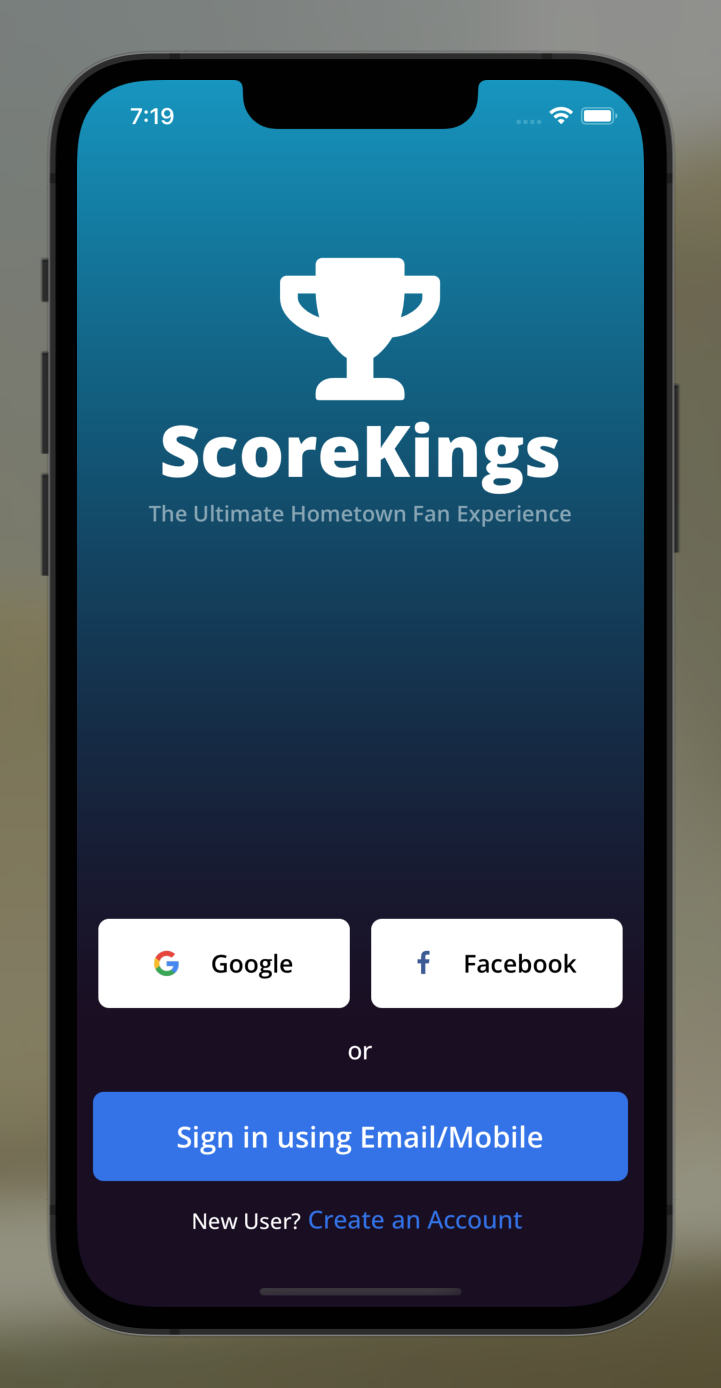 7:19
ScoreKings
The Ultimate Hometown Fan Experience
Google Facebook
or
Sign in using Email/Mobile
New User? Create an Account